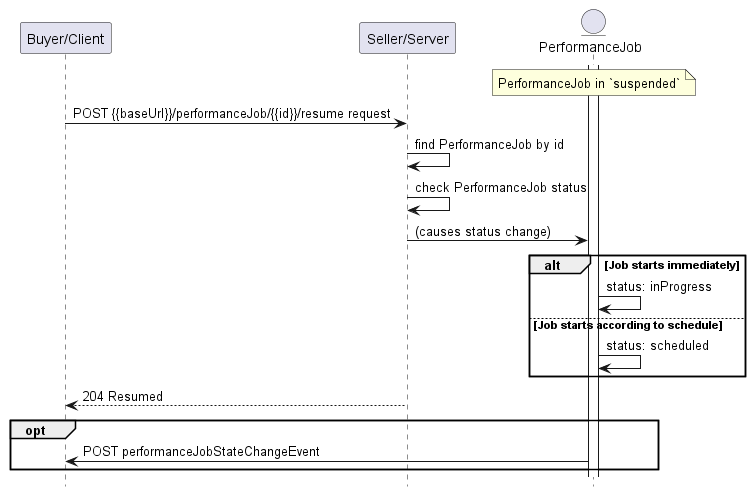 Buyer/Client
Seller/Server
PerformanceJob
PerformanceJob in `suspended`
POST {{baseUrl}}/performanceJob/{{id}}/resume request
find PerformanceJob by id
check PerformanceJob status
(causes status change)
alt
[Job starts immediately]
status: inProgress
[Job starts according to schedule]
status: scheduled
204 Resumed
opt
POST performanceJobStateChangeEvent